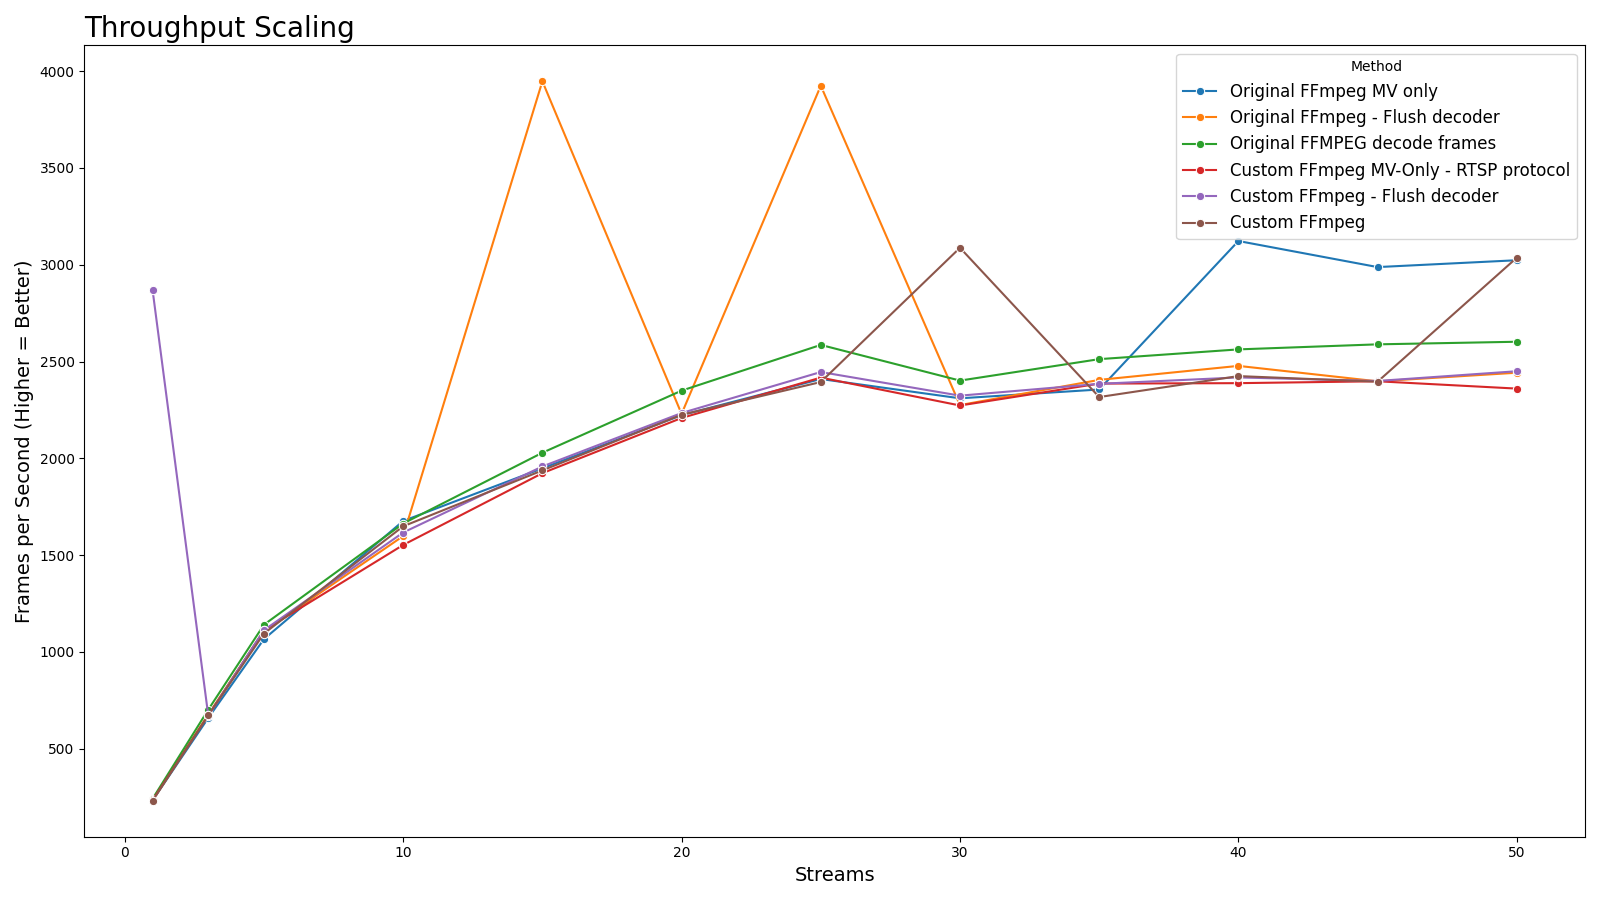 Throughput Scaling
Frames per Second (Higher = Better)
4000
3500
3000
2500
2000
1500
1000
500
0
10
20
30
40
50
Streams
Method
Original FFmpeg MV only
Original FFmpeg - Flush decoder
Original FFMPEG decode frames
Custom FFmpeg MV-Only - RTSP protocol
Custom FFmpeg - Flush decoder
Custom FFmpeg